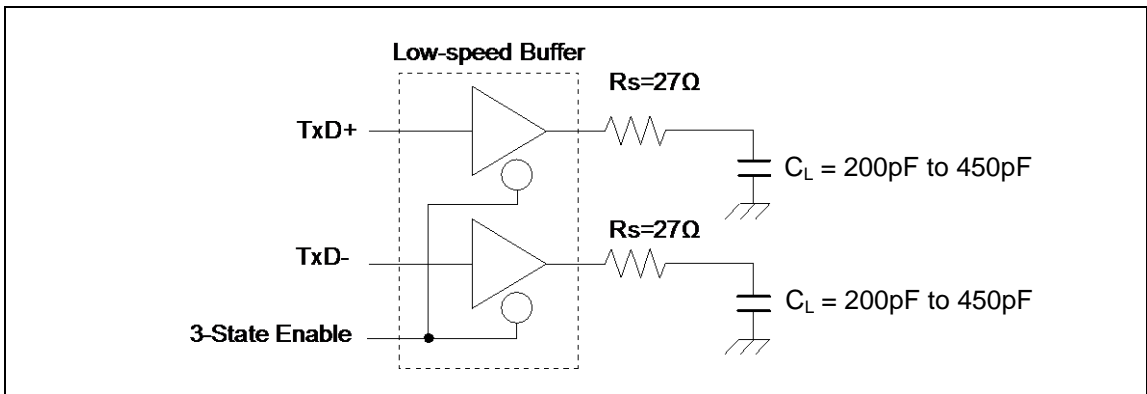 Low-speed Buffer
Rs=27Ω
TxD+
C_L = 200pF to 450pF
Rs=27Ω
TxD-
C_L = 200pF to 450pF
3-State Enable